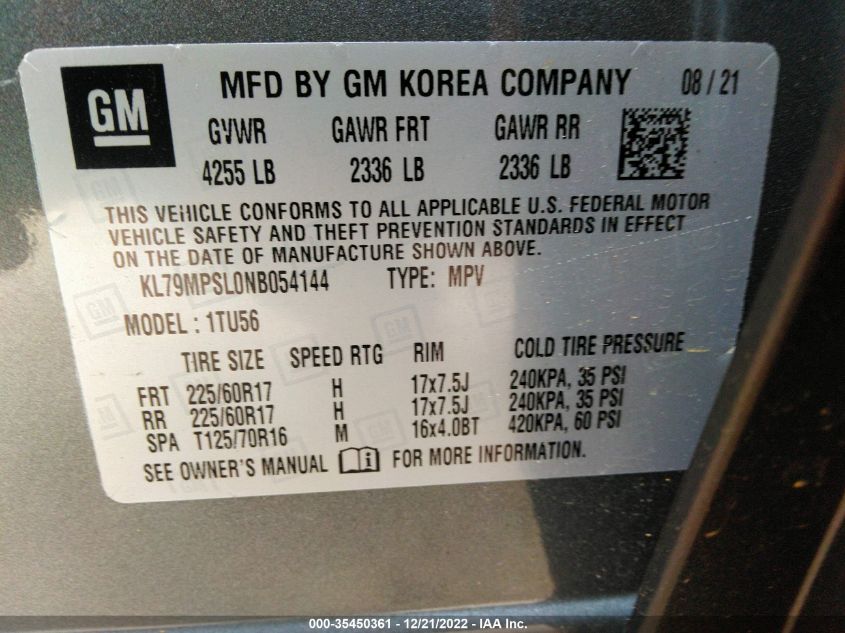 GM
MFD BY GM KOREA COMPANY 08 / 21
GVWR GAWR FRT GAWR RR
4255 LB 2336 LB 2336 LB
THIS VEHICLE CONFORMS TO ALL APPLICABLE U.S. FEDERAL MOTOR
VEHICLE SAFETY AND THEFT PREVENTION STANDARDS IN EFFECT
ON THE DATE OF MANUFACTURE SHOWN ABOVE.
KL79MPSL0NB054144 TYPE: MPV
MODEL : 1TU56
TIRE SIZE SPEED RTG RIM COLD TIRE PRESSURE
FRT 225/60R17 H 17x7.5J 240KPA, 35 PSI
RR 225/60R17 H 17x7.5J 240KPA, 35 PSI
SPA T125/70R16 M 16x4.0BT 420KPA, 60 PSI
SEE OWNER'S MANUAL i FOR MORE INFORMATION.
000-35450361 - 12/21/2022 - IAA Inc.